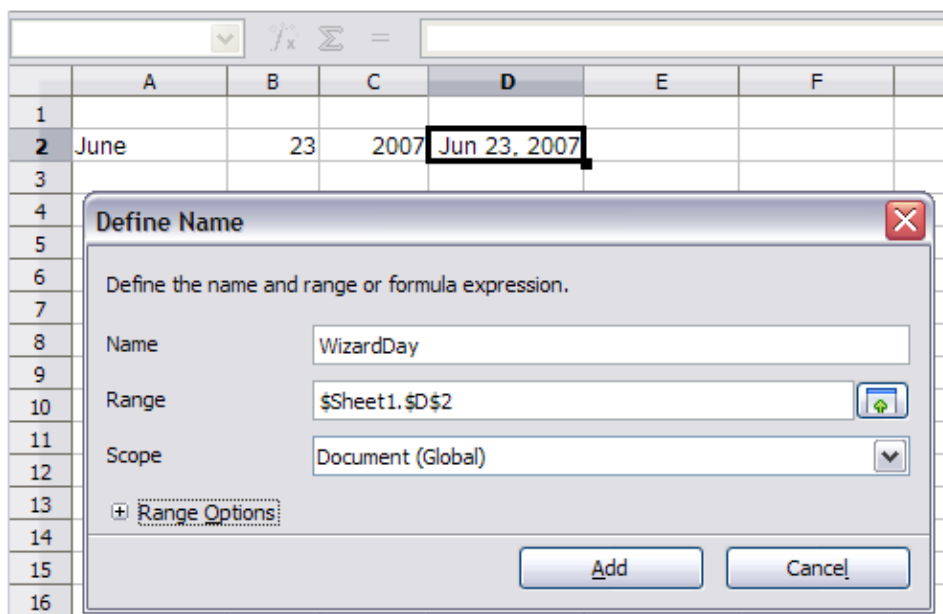 =
A B C D E F
1
2 June 23 2007 Jun 23, 2007
3
4
Define Name
5
6
Define the name and range or formula expression.
7
8
Name WizardDay
9
10
Range $Sheet1.$D$2
11
12
Scope Document (Global)
13
Range Options
14
15
Add Cancel
16